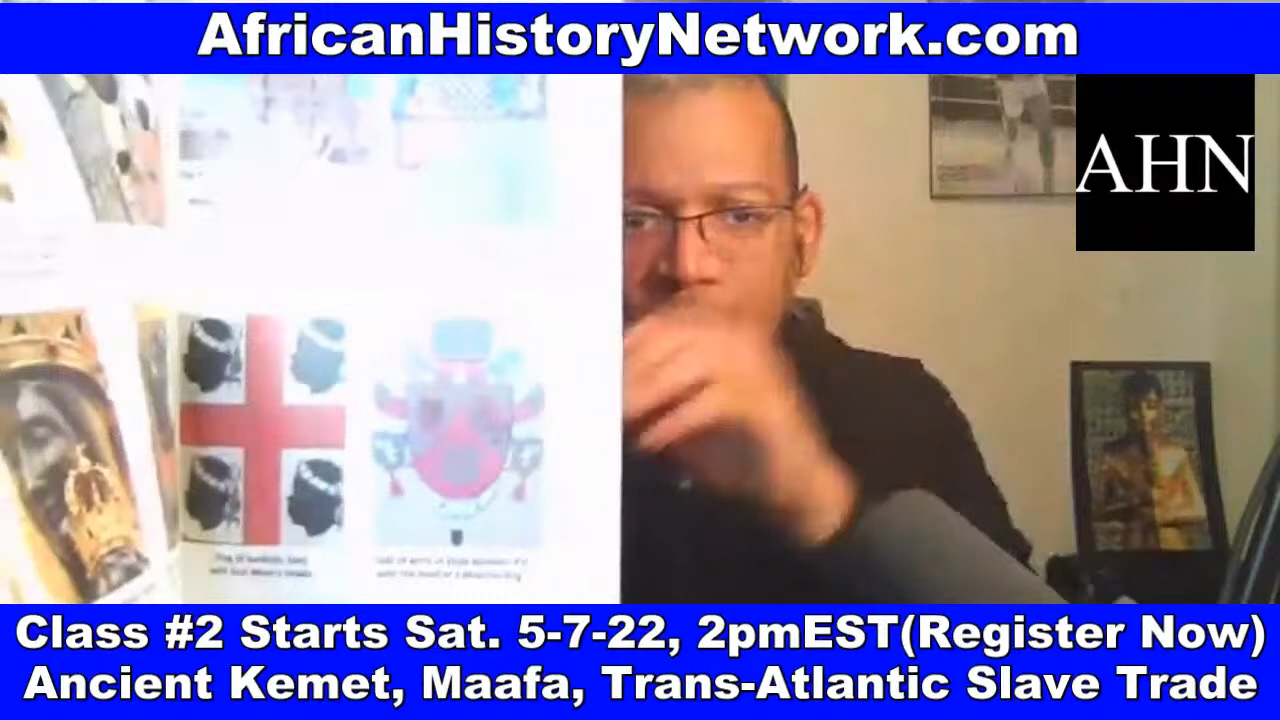 AfricanHistoryNetwork.com
AHN
Class #2 Starts Sat. 5-7-22, 2pmEST(Register Now)
Ancient Kemet, Maafa, Trans-Atlantic Slave Trade